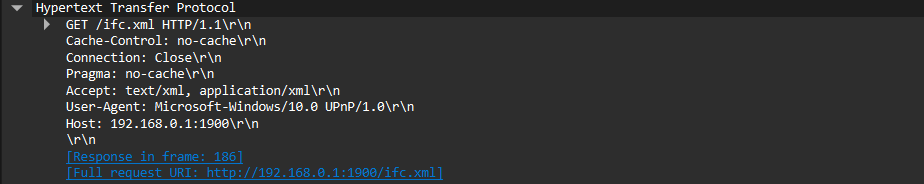 Hypertext Transfer Protocol
GET /ifc.xml HTTP/1.1\r\n
Cache-Control: no-cache\r\n
Connection: Close\r\n
Pragma: no-cache\r\n
Accept: text/xml, application/xml\r\n
User-Agent: Microsoft-Windows/10.0 UPnP/1.0\r\n
Host: 192.168.0.1:1900\r\n
\r\n
[Response in frame: 186]
[Full request URI: http://192.168.0.1:1900/ifc.xml]